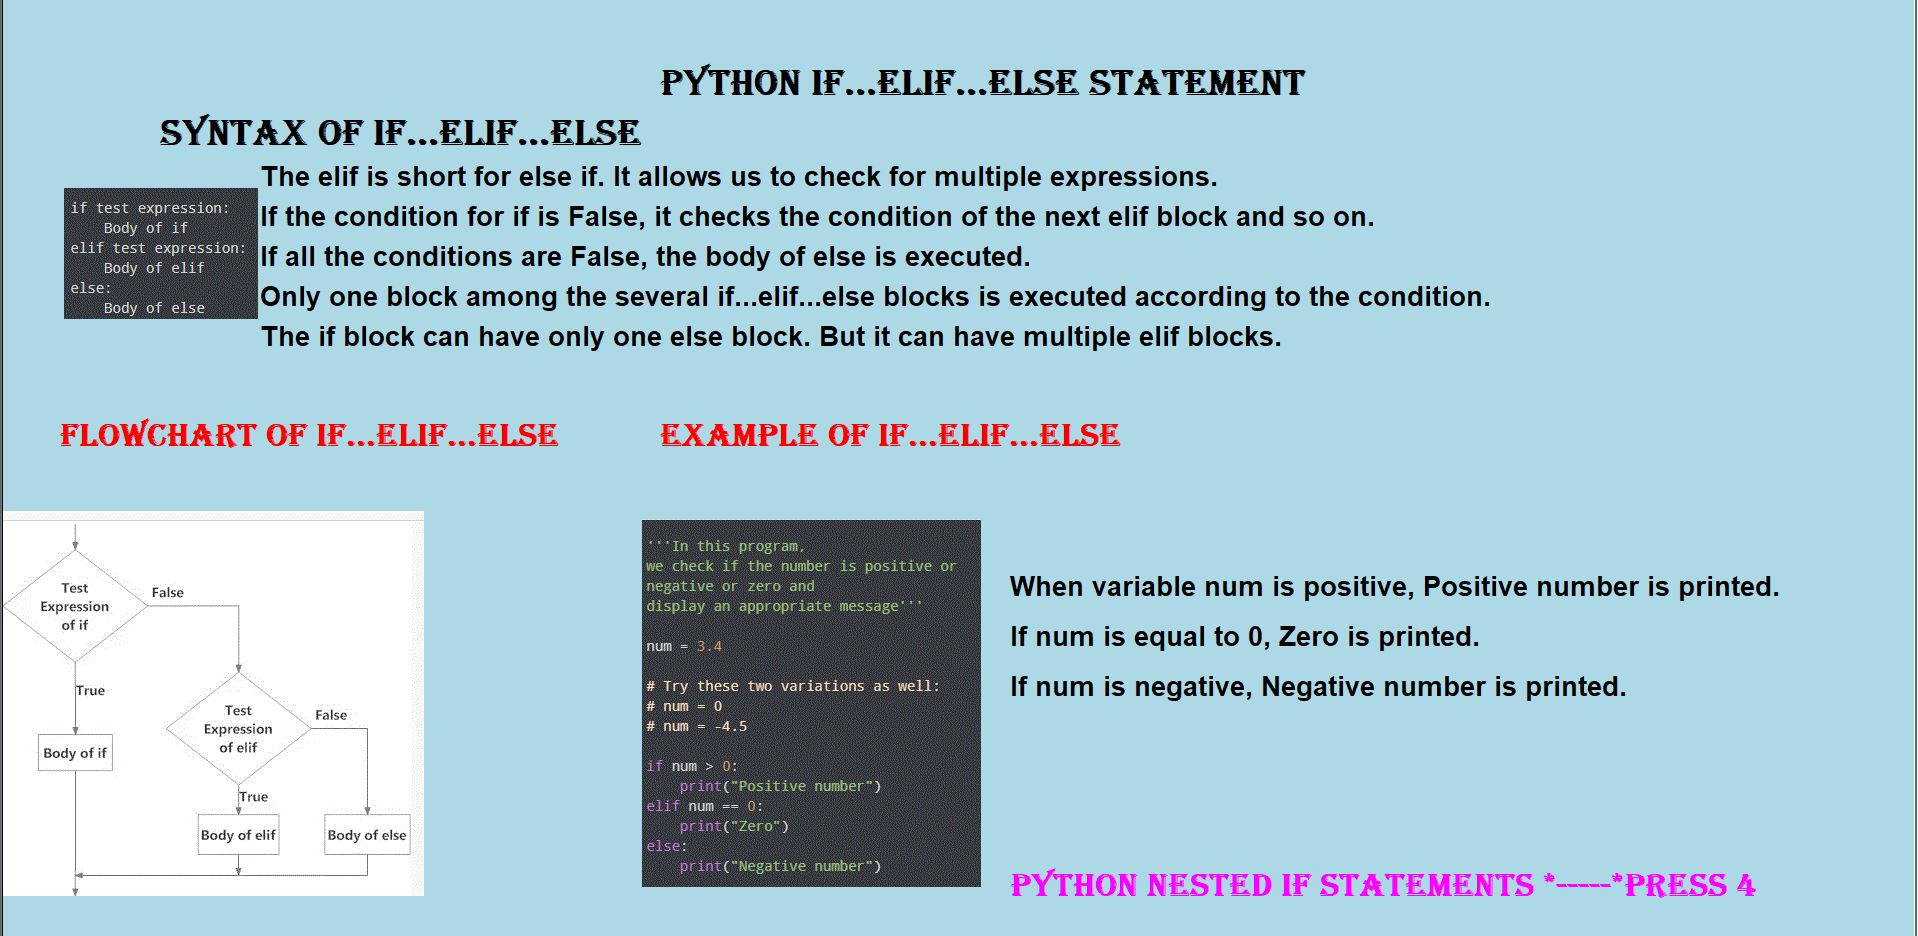 PYTHON IF...ELIF...ELSE STATEMENT
SYNTAX OF IF...ELIF...ELSE
The elif is short for else if. It allows us to check for multiple expressions.
If the condition for if is False, it checks the condition of the next elif block and so on.
If all the conditions are False, the body of else is executed.
Only one block among the several if...elif...else blocks is executed according to the condition.
The if block can have only one else block. But it can have multiple elif blocks.
if test expression:
    Body of if
elif test expression:
    Body of elif
else:
    Body of else
FLOWCHART OF IF...ELIF...ELSE
Test
Expression
of if
False
True
Body of if
Test
Expression
of elif
False
True
Body of elif
Body of else
EXAMPLE OF IF...ELIF...ELSE
'''In this program,
we check if the number is positive or
negative or zero and
display an appropriate message'''
num = 3.4
# Try these two variations as well:
# num = 0
# num = -4.5
if num > 0:
    print("Positive number")
elif num == 0:
    print("Zero")
else:
    print("Negative number")
When variable num is positive, Positive number is printed.
If num is equal to 0, Zero is printed.
If num is negative, Negative number is printed.
PYTHON NESTED IF STATEMENTS *-----*PRESS 4